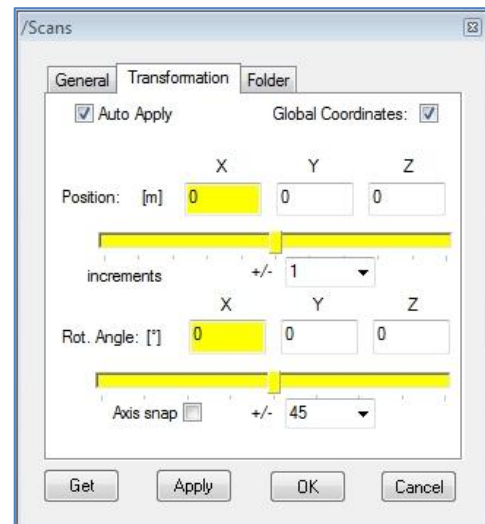 /Scans
General Transformation Folder
Auto Apply Global Coordinates:
X Y Z
Position: [m] 0 0 0
increments +/- 1
X Y Z
Rot. Angle: [°] 0 0 0
Axis snap +/- 45
Get Apply OK Cancel